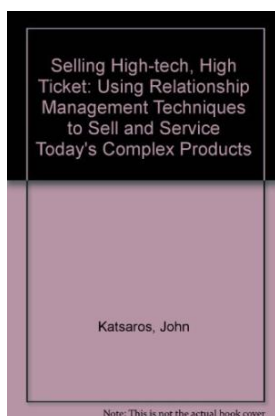 Selling High-tech, High
Ticket: Using Relationship
Management Techniques
to Sell and Service
Today's Complex Products
Katsaros, John
Note: This is not the actual book cover